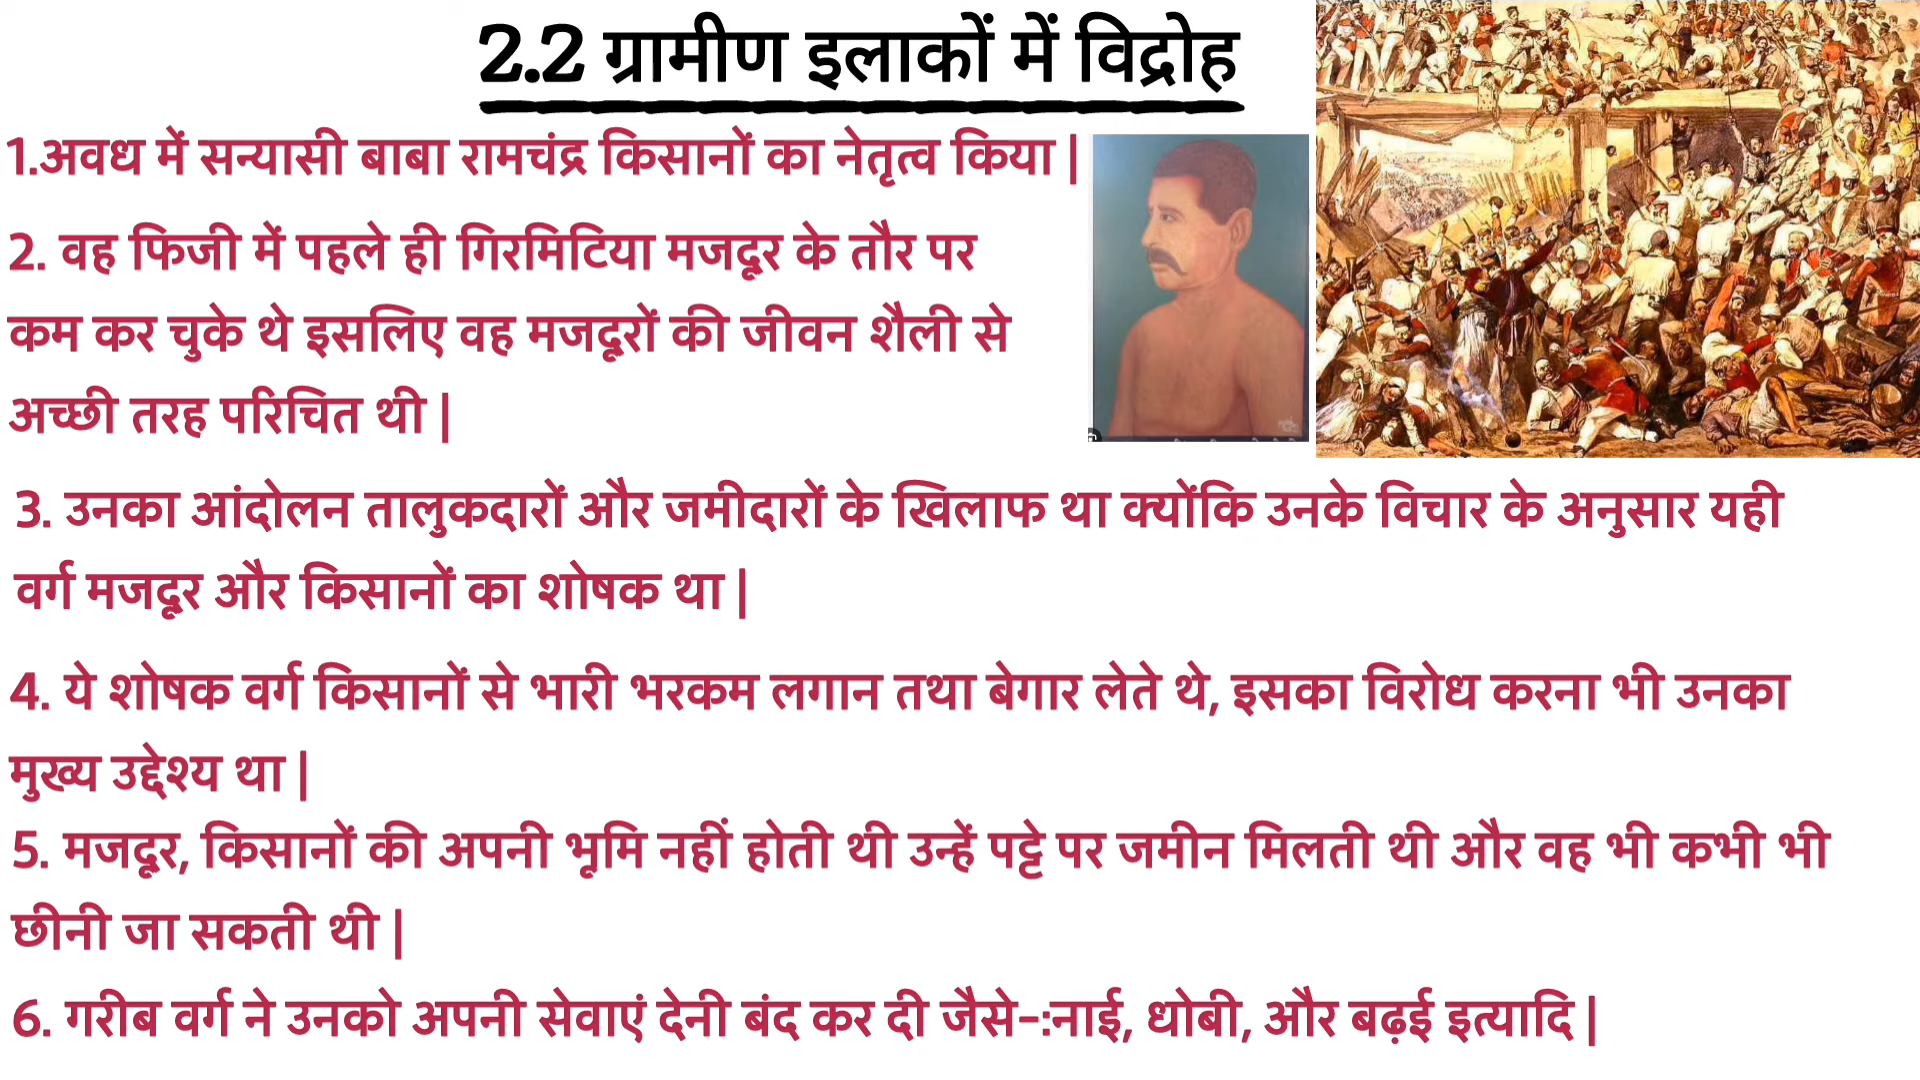 2.2 ग्रामीण इलाकों में विद्रोह
1.अवध में सन्यासी बाबा रामचंद्र किसानों का नेतृत्व किया |
2. वह फिजी में पहले ही गिरमिटिया मजदूर के तौर पर
कम कर चुके थे इसलिए वह मजदूरों की जीवन शैली से
अच्छी तरह परिचित थी |
3. उनका आंदोलन तालुकदारों और जमीदारों के खिलाफ था क्योंकि उनके विचार के अनुसार यही
वर्ग मजदूर और किसानों का शोषक था |
4. ये शोषक वर्ग किसानों से भारी भरकम लगान तथा बेगार लेते थे, इसका विरोध करना भी उनका
मुख्य उद्देश्य था |
5. मजदूर, किसानों की अपनी भूमि नहीं होती थी उन्हें पट्टे पर जमीन मिलती थी और वह भी कभी भी
छीनी जा सकती थी |
6. गरीब वर्ग ने उनको अपनी सेवाएं देनी बंद कर दी जैसे-:नाई, धोबी, और बढ़ई इत्यादि |